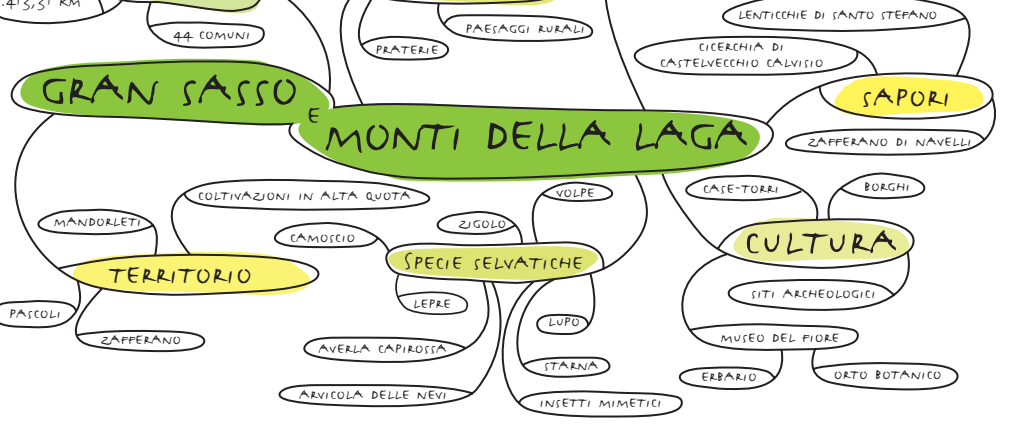 .413,31 KM
44 COMUNI
PRATERIE
PAESAGGI RURALI
LENTICCHIE DI SANTO STEFANO
CICERCHIA DI
CASTELVECCHIO CALVISIO
SAPORI
ZAFFERANO DI NAVELLI
GRAN SASSO
E
MONTI DELLA LAGA
COLTIVAZIONI IN ALTA QUOTA
VOLPE
CASE-TORRI
BORGHI
MANDORLETI
CAMOSCIO
ZIGOLO
CULTURA
TERRITORIO
SPECIE SELVATICHE
SITI ARCHEOLOGICI
PASCOLI
LEPRE
LUPO
ZAFFERANO
MUSEO DEL FIORE
AVERLA CAPIROSSA
STARNA
ERBARIO
ORTO BOTANICO
ARVICOLA DELLE NEVI
INSETTI MIMETICI